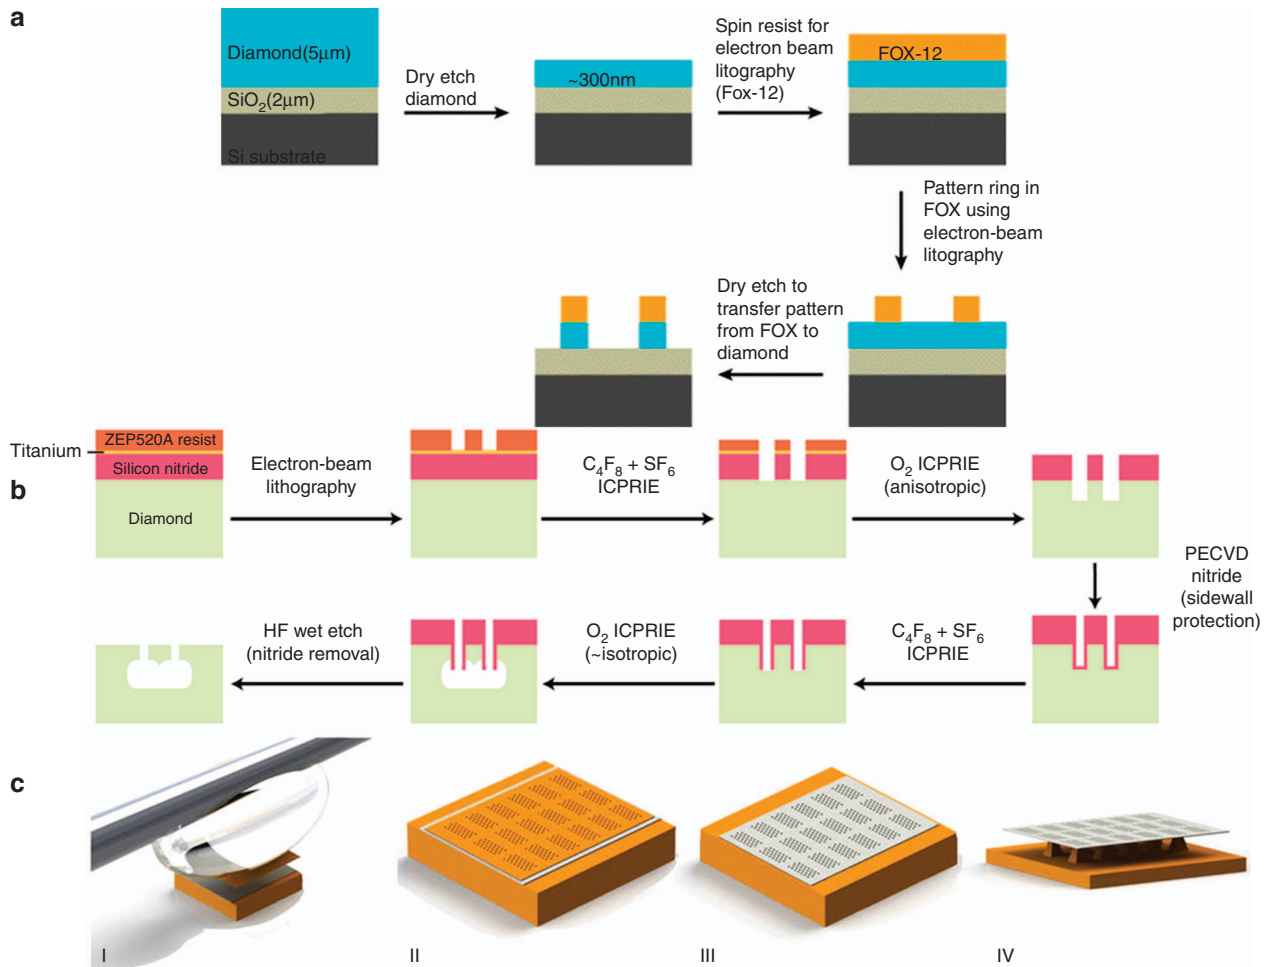 a
Diamond(5μm)
SiO2(2μm)
Si substrate
Dry etch
diamond
~300nm
Spin resist for
electron beam
litography
(Fox-12)
FOX-12
Pattern ring in
FOX using
electron-beam
litography
Dry etch to
transfer pattern
from FOX to
diamond
b
ZEP520A resist
Titanium
Silicon nitride
Diamond
Electron-beam
lithography
C4F8 + SF6
ICPRIE
O2 ICPRIE
(anisotropic)
PECVD
nitride
(sidewall
protection)
C4F8 + SF6
ICPRIE
O2 ICPRIE
(~isotropic)
HF wet etch
(nitride removal)
c
I
II
III
IV